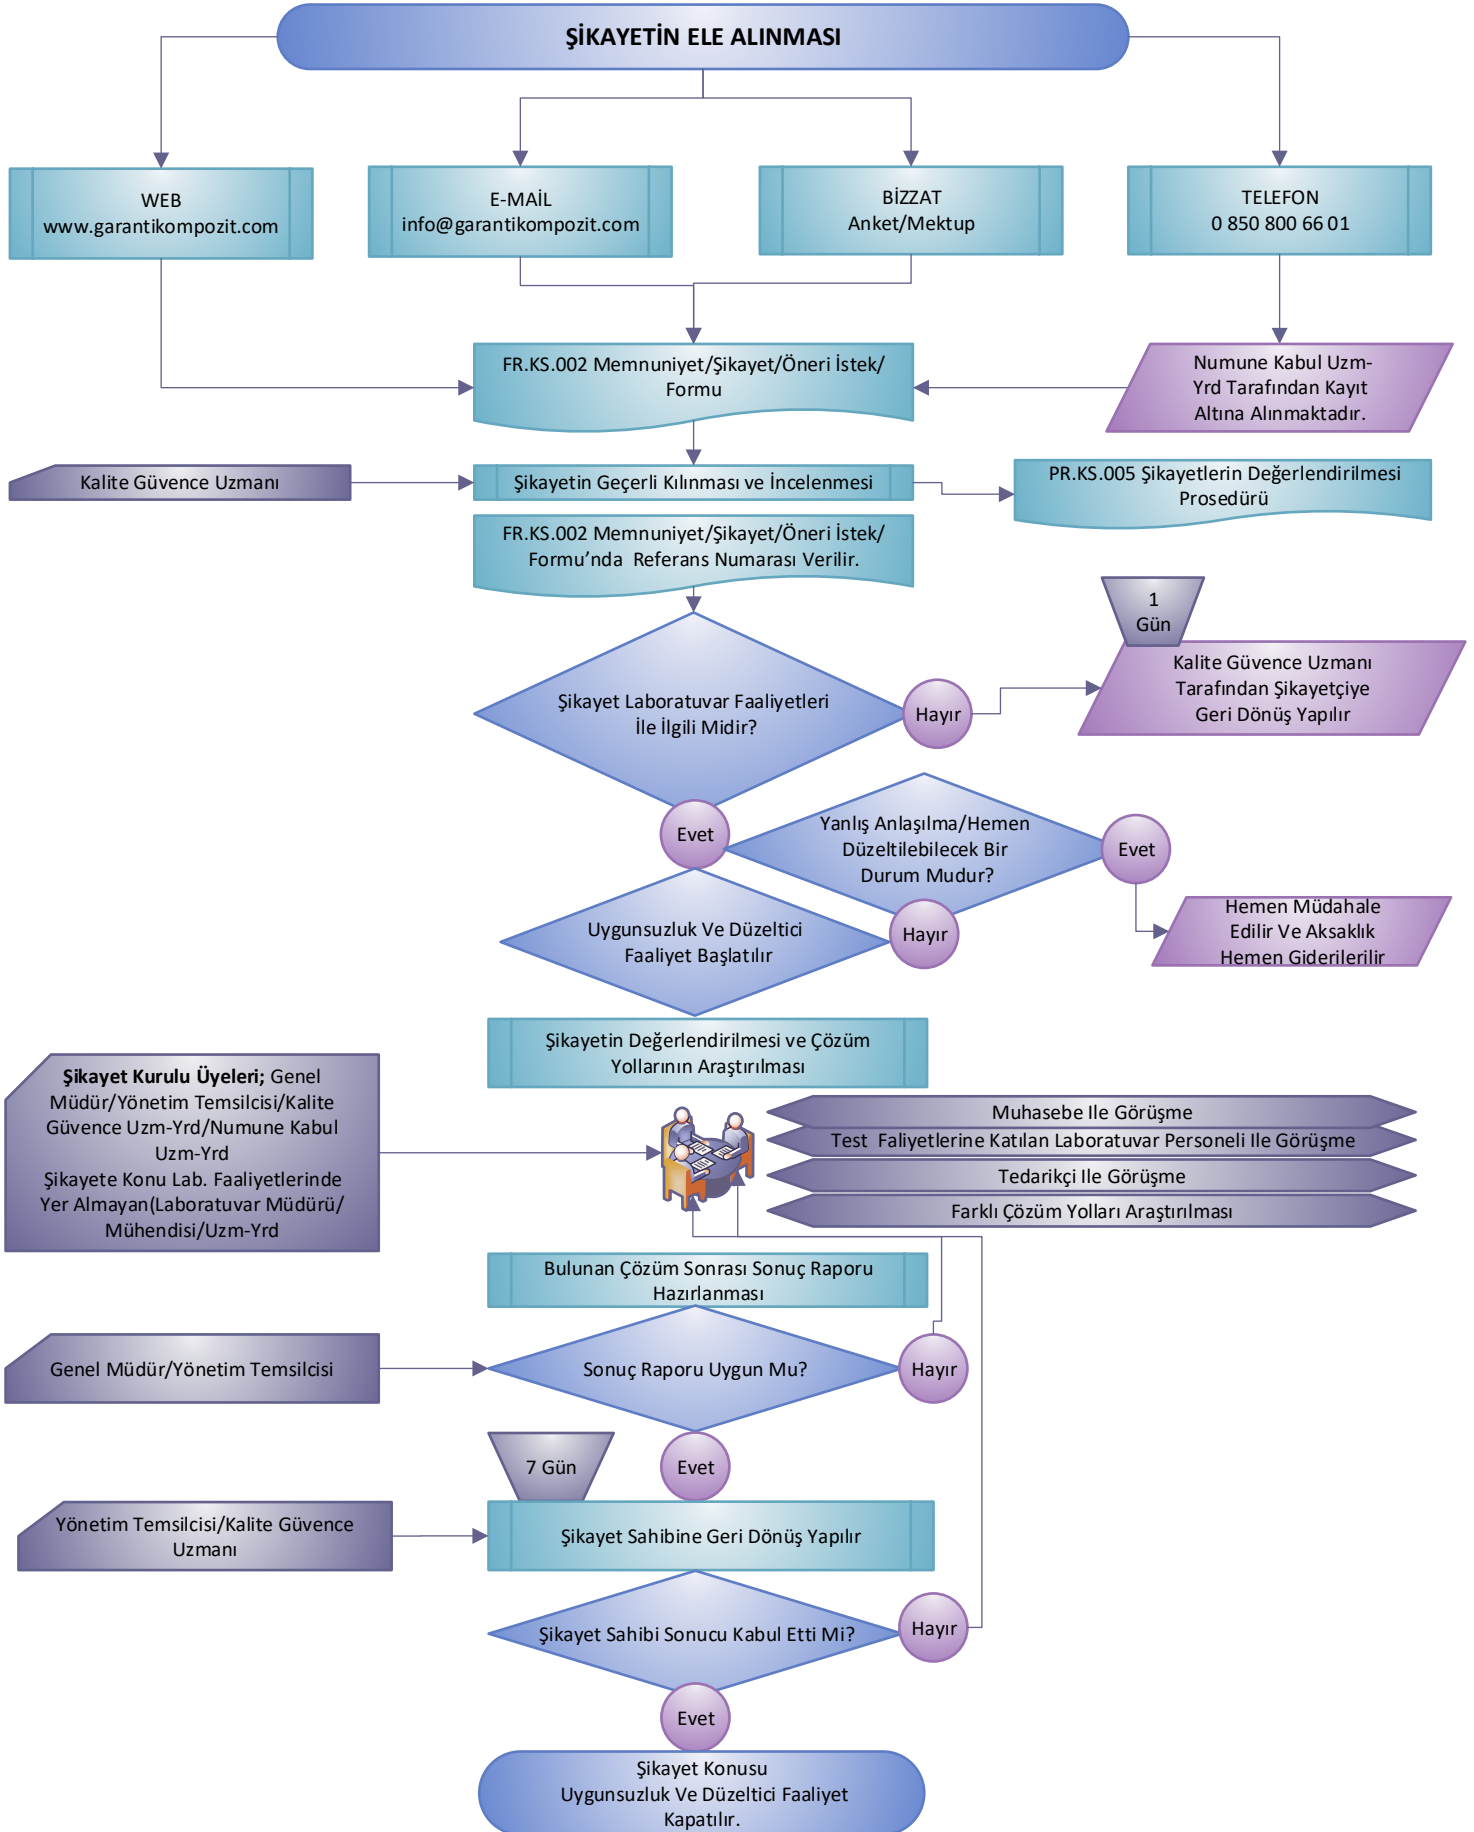 ŞİKAYETİN ELE ALINMASI
WEB
www.garantikompozit.com
E-MAİL
info@garantikompozit.com
BİZZAT
Anket/Mektup
TELEFON
0 850 800 66 01
FR.KS.002 Memnuniyet/Şikayet/Öneri İstek/
Formu
Numune Kabul Uzm-
Yrd Tarafından Kayıt
Altına Alınmaktadır.
Kalite Güvence Uzmanı
Şikayetin Geçerli Kılınması ve İncelenmesi
PR.KS.005 Şikayetlerin Değerlendirilmesi
Prosedürü
FR.KS.002 Memnuniyet/Şikayet/Öneri İstek/
Formu’nda  Referans Numarası Verilir.
1
Gün
Kalite Güvence Uzmanı
Tarafından Şikayetçiye
Geri Dönüş Yapılır
Şikayet Laboratuvar Faaliyetleri
İle İlgili Midir?
Hayır
Evet
Yanlış Anlaşılma/Hemen
Düzeltilebilecek Bir
Durum Mudur?
Evet
Uygunsuzluk Ve Düzeltici
Faaliyet Başlatılır
Hayır
Hemen Müdahale
Edilir Ve Aksaklık
Hemen Giderilerilir
Şikayetin Değerlendirilmesi ve Çözüm
Yollarının Araştırılması
Şikayet Kurulu Üyeleri; Genel
Müdür/Yönetim Temsilcisi/Kalite
Güvence Uzm-Yrd/Numune Kabul
Uzm-Yrd
Şikayete Konu Lab. Faaliyetlerinde
Yer Almayan(Laboratuvar Müdürü/
Mühendisi/Uzm-Yrd
Muhasebe Ile Görüşme
Test  Faliyetlerine Katılan Laboratuvar Personeli Ile Görüşme
Tedarikçi Ile Görüşme
Farklı Çözüm Yolları Araştırılması
Bulunan Çözüm Sonrası Sonuç Raporu
Hazırlanması
Genel Müdür/Yönetim Temsilcisi
Sonuç Raporu Uygun Mu?
Hayır
7 Gün
Evet
Yönetim Temsilcisi/Kalite Güvence
Uzmanı
Şikayet Sahibine Geri Dönüş Yapılır
Şikayet Sahibi Sonucu Kabul Etti Mi?
Hayır
Evet
Şikayet Konusu
Uygunsuzluk Ve Düzeltici Faaliyet
Kapatılır.